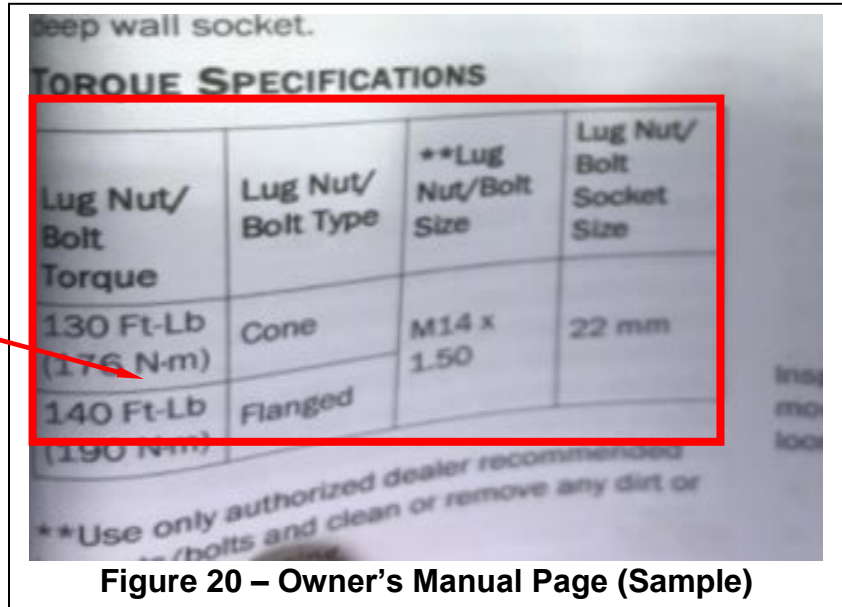 deep wall socket.
TORQUE SPECIFICATIONS
Lug Nut/
Bolt
Torque
Lug Nut/
Bolt Type
**Lug
Nut/Bolt
Size
Lug Nut/
Bolt
Socket
Size
130 Ft-Lb
(176 N·m)
Cone
M14 x
1.50
22 mm
140 Ft-Lb
(190 N·m)
Flanged
**Use only authorized dealer recommended
/bolts and clean or remove any dirt or
Figure 20 – Owner's Manual Page (Sample)